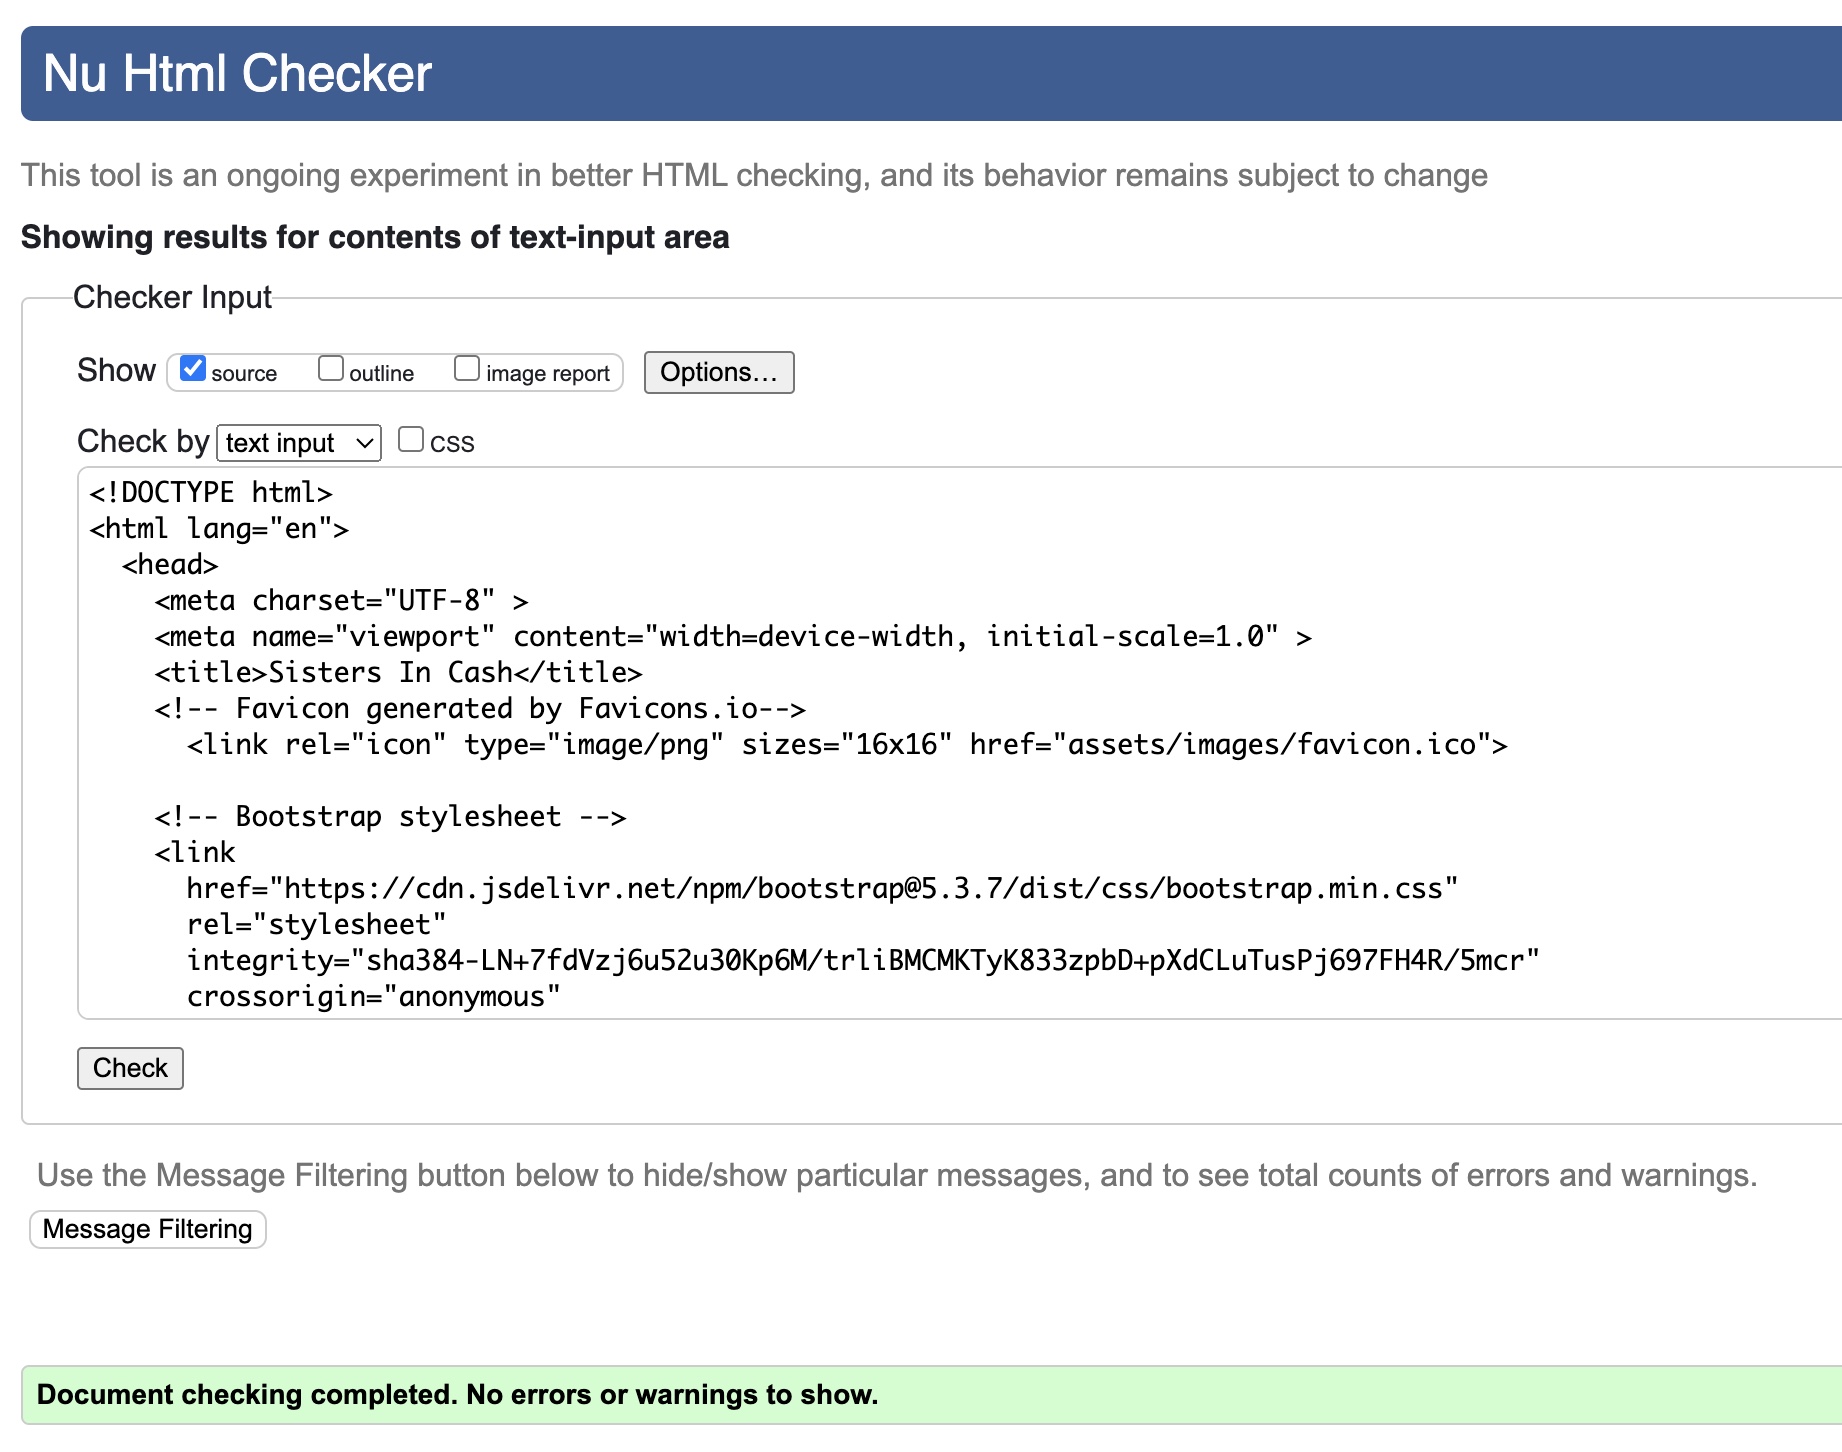 Nu Html Checker
This tool is an ongoing experiment in better HTML checking, and its behavior remains subject to change
Showing results for contents of text-input area
Checker Input
Show source outline image report Options...
Check by text input CSS
<!DOCTYPE html>
<html lang="en">
  <head>
    <meta charset="UTF-8" >
    <meta name="viewport" content="width=device-width, initial-scale=1.0" >
    <title>Sisters In Cash</title>
    <!-- Favicon generated by Favicons.io-->
      <link rel="icon" type="image/png" sizes="16x16" href="assets/images/favicon.ico">
    <!-- Bootstrap stylesheet -->
    <link
      href="https://cdn.jsdelivr.net/npm/bootstrap@5.3.7/dist/css/bootstrap.min.css"
      rel="stylesheet"
      integrity="sha384-LN+7fdVzj6u52u30Kp6M/trliBMCMKTyK833zpbD+pXdCLuTusPj697FH4R/5mcr"
      crossorigin="anonymous"
Check
Use the Message Filtering button below to hide/show particular messages, and to see total counts of errors and warnings.
Message Filtering
Document checking completed. No errors or warnings to show.